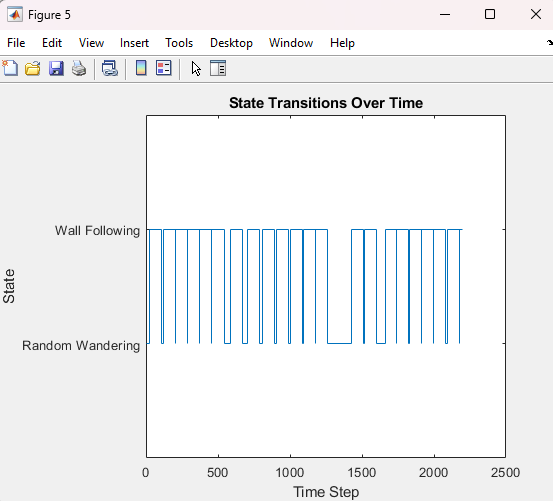 Figure 5
File Edit View Insert Tools Desktop Window Help
State Transitions Over Time
Wall Following
State
Random Wandering
0 500 1000 1500 2000 2500
Time Step